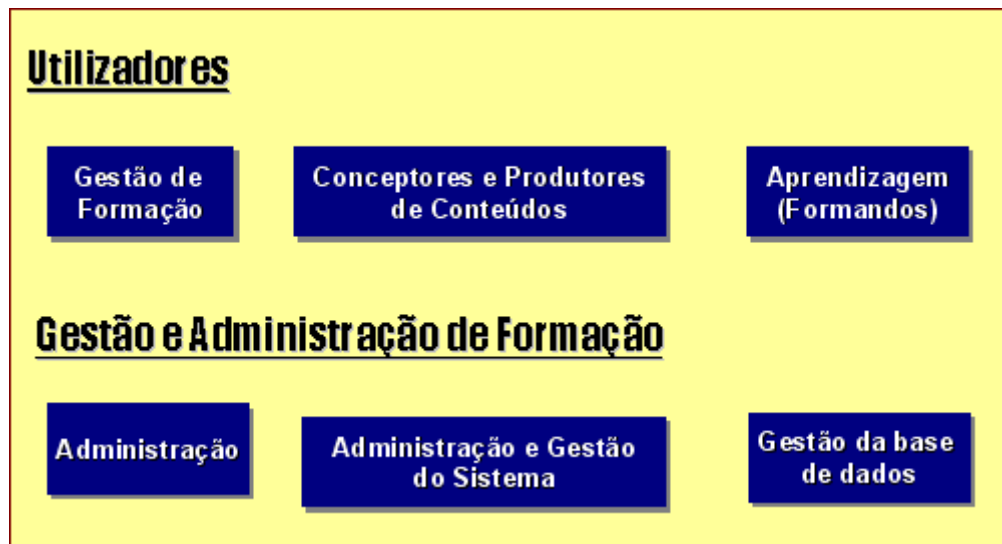 Utilizadores
Gestão de
Formação
Conceptores e Produtores
de Conteúdos
Aprendizagem
(Formandos)
Gestão e Administração de Formação
Administração
Administração e Gestão
do Sistema
Gestão da base
de dados